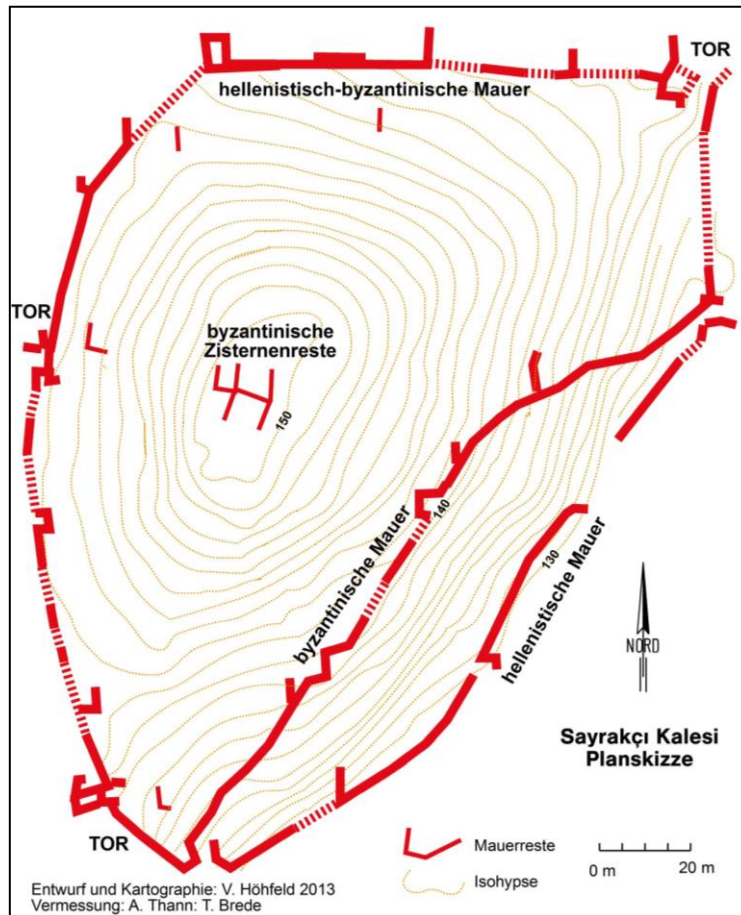 TOR
hellenistisch-byzantinische Mauer
TOR
byzantinische
Zisternenreste
150
140
byzantinische Mauer
130
hellenistische Mauer
NORD
Sayrakçı Kalesi
Planskizze
TOR
Mauerreste
Isohypse
0 m 20 m
Entwurf und Kartographie: V. Höhfeld 2013
Vermessung: A. Thann: T. Brede